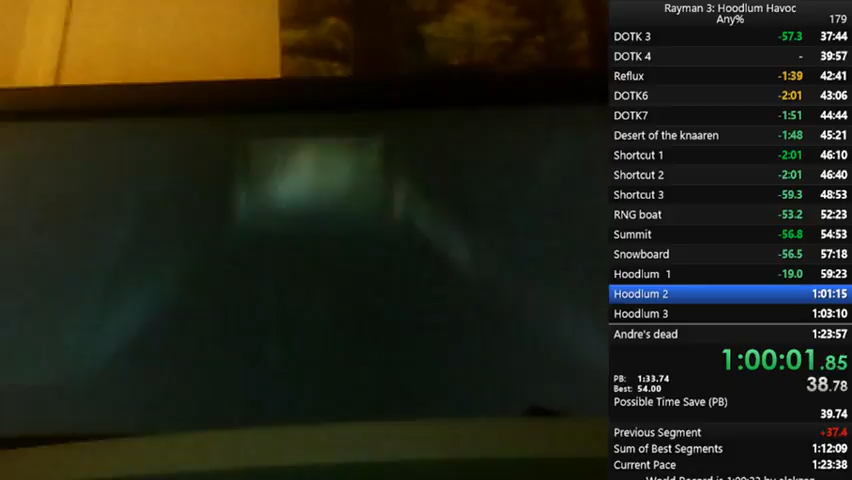 Rayman 3: Hoodlum Havoc
Any% 179
DOTK 3 -57.3 37:44
DOTK 4 - 39:57
Reflux -1:39 42:41
DOTK6 -2:01 43:06
DOTK7 -1:51 44:44
Desert of the knaaren -1:48 45:21
Shortcut 1 -2:01 46:10
Shortcut 2 -2:01 46:40
Shortcut 3 -59.3 48:53
RNG boat -53.2 52:23
Summit -56.8 54:53
Snowboard -56.5 57:18
Hoodlum 1 -19.0 59:23
Hoodlum 2 1:01:15
Hoodlum 3 1:03:10
Andre's dead 1:23:57
1:00:01.85
PB: 1:33.74 38.78
Best: 54.00
Possible Time Save (PB)
39.74
Previous Segment +37.4
Sum of Best Segments 1:12:09
Current Pace 1:23:38
World Record is